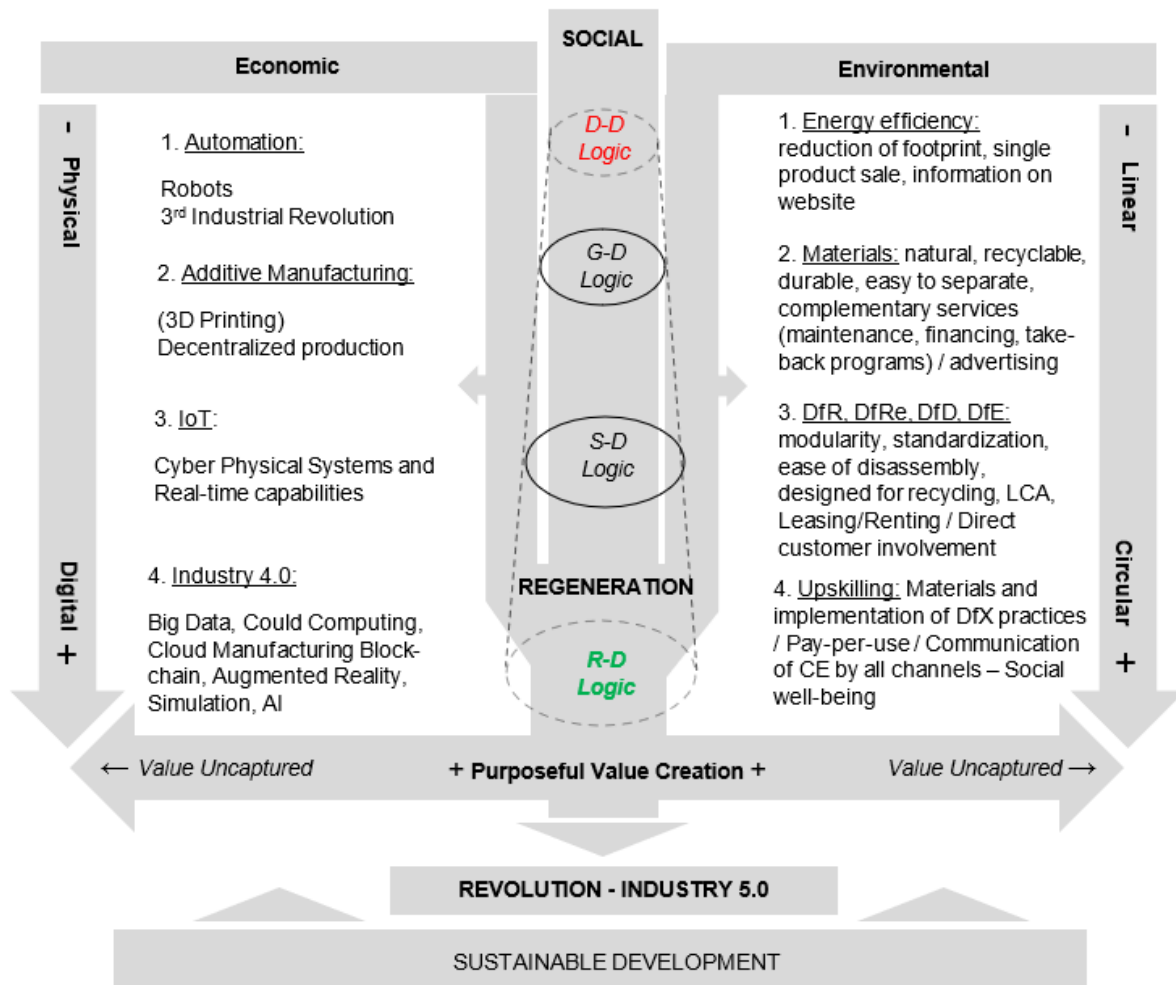 SOCIAL
Economic
Environmental
- Physical
Digital +
1. Automation:
Robots
3rd Industrial Revolution
2. Additive Manufacturing:
(3D Printing)
Decentralized production
3. IoT:
Cyber Physical Systems and
Real-time capabilities
4. Industry 4.0:
Big Data, Could Computing,
Cloud Manufacturing Block-
chain, Augmented Reality,
Simulation, AI
D-D
Logic
G-D
Logic
S-D
Logic
REGENERATION
R-D
Logic
1. Energy efficiency:
reduction of footprint, single
product sale, information on
website
2. Materials: natural, recyclable,
durable, easy to separate,
complementary services
(maintenance, financing, take-
back programs) / advertising
3. DfR, DfRe, DfD, DfE:
modularity, standardization,
ease of disassembly,
designed for recycling, LCA,
Leasing/Renting / Direct
customer involvement
4. Upskilling: Materials and
implementation of DfX practices
/ Pay-per-use / Communication
of CE by all channels – Social
well-being
- Linear
Circular +
← Value Uncaptured
+ Purposeful Value Creation +
Value Uncaptured →
REVOLUTION - INDUSTRY 5.0
SUSTAINABLE DEVELOPMENT